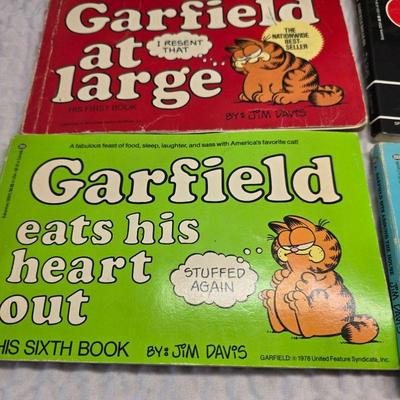 Garfield
at
large
I RESENT
THAT
THE
NATIONWIDE
BEST-
SELLER
HIS FIRST BOOK
BY: JIM DAVIS
A fabulous feast of food, sleep, laughter, and sass with America's favorite cat!
Garfield
eats his
heart
out
STUFFED
AGAIN
HIS SIXTH BOOK
BY: JIM DAVIS
GARFIELD: © 1978 United Feature Syndicate, Inc.